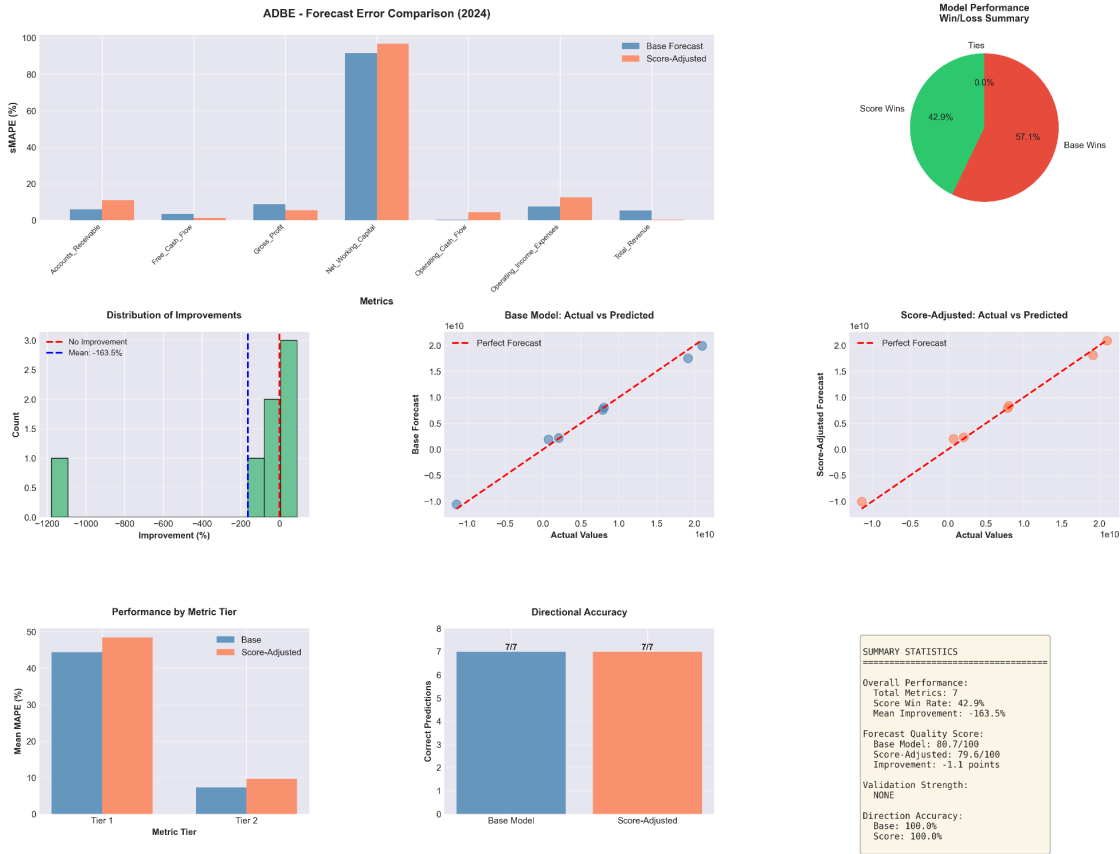 ADBE - Forecast Error Comparison (2024)
sMAPE (%)
100
80
60
40
20
0
Base Forecast
Score-Adjusted
Accounts_Receivable
Free_Cash_Flow
Gross_Profit
Net_Working_Capital
Operating_Cash_Flow
Operating_Income_Expenses
Total_Revenue
Metrics
Model Performance
Win/Loss Summary
Ties
0.0%
Score Wins
42.9%
57.1%
Base Wins
Distribution of Improvements
Count
3.0
2.5
2.0
1.5
1.0
0.5
0.0
No Improvement
Mean: -163.5%
−1200
−1000
−800
−600
−400
−200
0
Improvement (%)
Base Model: Actual vs Predicted
1e10
Base Forecast
2.0
1.5
1.0
0.5
0.0
−0.5
−1.0
Perfect Forecast
−1.0
−0.5
0.0
0.5
1.0
1.5
2.0
1e10
Actual Values
Score-Adjusted: Actual vs Predicted
1e10
Score-Adjusted Forecast
2.0
1.5
1.0
0.5
0.0
−0.5
−1.0
Perfect Forecast
−1.0
−0.5
0.0
0.5
1.0
1.5
2.0
1e10
Actual Values
Performance by Metric Tier
Mean MAPE (%)
50
40
30
20
10
0
Base
Score-Adjusted
Tier 1
Tier 2
Metric Tier
Directional Accuracy
Correct Predictions
8
7
6
5
4
3
2
1
0
7/7
7/7
Base Model
Score-Adjusted
SUMMARY STATISTICS
===================================
Overall Performance:
Total Metrics: 7
Score Win Rate: 42.9%
Mean Improvement: -163.5%
Forecast Quality Score:
Base Model: 80.7/100
Score-Adjusted: 79.6/100
Improvement: -1.1 points
Validation Strength:
NONE
Direction Accuracy:
Base: 100.0%
Score: 100.0%